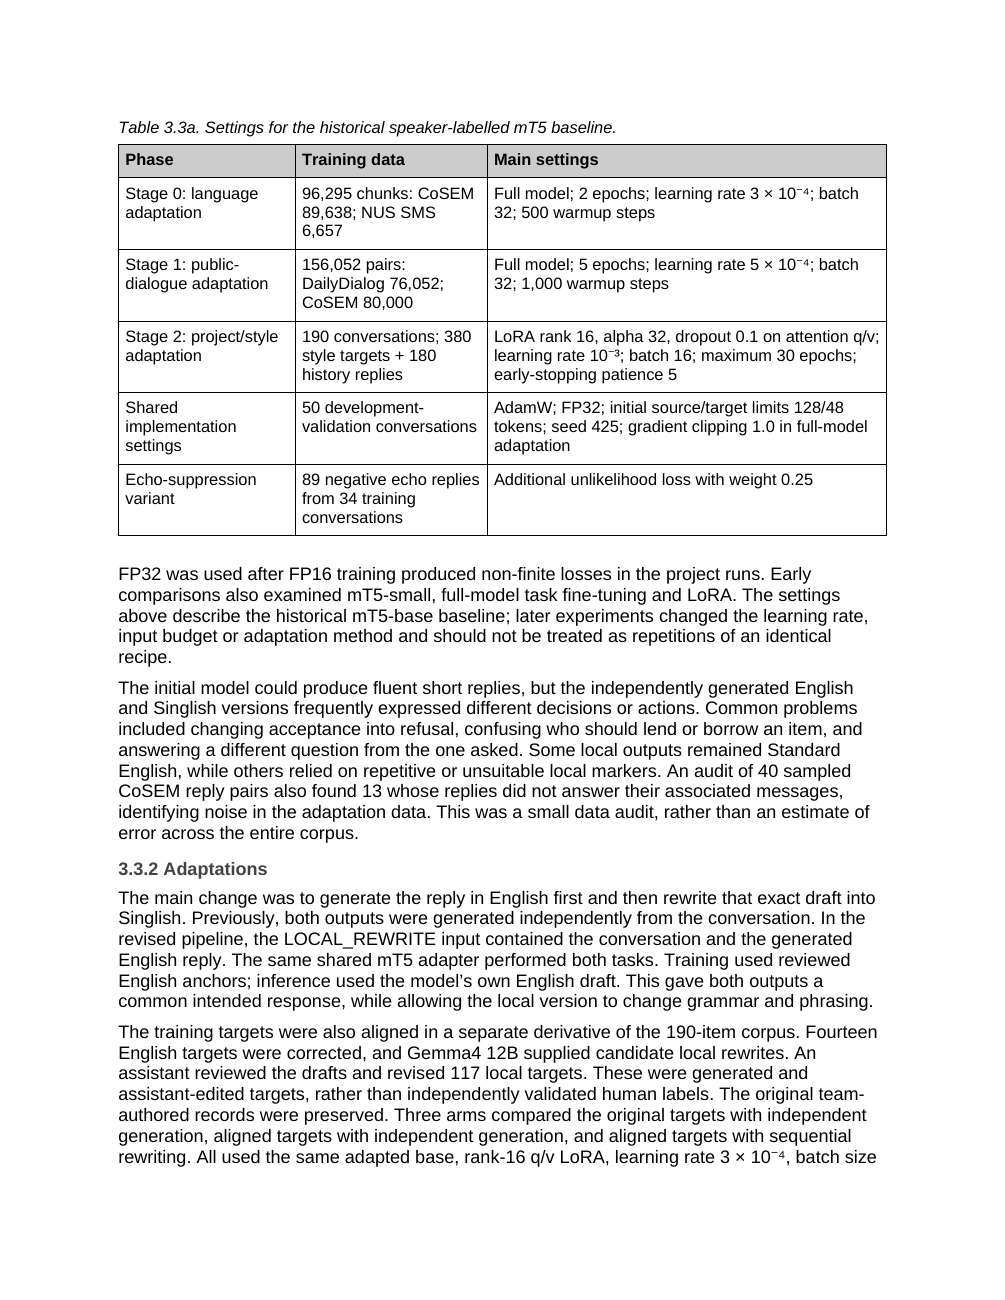 Table 3.3a. Settings for the historical speaker-labelled mT5 baseline.
Phase
Training data
Main settings
Stage 0: language
adaptation
96,295 chunks: CoSEM
89,638; NUS SMS
6,657
Full model; 2 epochs; learning rate 3 × 10⁻⁴; batch
32; 500 warmup steps
Stage 1: public-
dialogue adaptation
156,052 pairs:
DailyDialog 76,052;
CoSEM 80,000
Full model; 5 epochs; learning rate 5 × 10⁻⁴; batch
32; 1,000 warmup steps
Stage 2: project/style
adaptation
190 conversations; 380
style targets + 180
history replies
LoRA rank 16, alpha 32, dropout 0.1 on attention q/v;
learning rate 10⁻³; batch 16; maximum 30 epochs;
early-stopping patience 5
Shared
implementation
settings
50 development-
validation conversations
AdamW; FP32; initial source/target limits 128/48
tokens; seed 425; gradient clipping 1.0 in full-model
adaptation
Echo-suppression
variant
89 negative echo replies
from 34 training
conversations
Additional unlikelihood loss with weight 0.25
FP32 was used after FP16 training produced non-finite losses in the project runs. Early
comparisons also examined mT5-small, full-model task fine-tuning and LoRA. The settings
above describe the historical mT5-base baseline; later experiments changed the learning rate,
input budget or adaptation method and should not be treated as repetitions of an identical
recipe.
The initial model could produce fluent short replies, but the independently generated English
and Singlish versions frequently expressed different decisions or actions. Common problems
included changing acceptance into refusal, confusing who should lend or borrow an item, and
answering a different question from the one asked. Some local outputs remained Standard
English, while others relied on repetitive or unsuitable local markers. An audit of 40 sampled
CoSEM reply pairs also found 13 whose replies did not answer their associated messages,
identifying noise in the adaptation data. This was a small data audit, rather than an estimate of
error across the entire corpus.
3.3.2 Adaptations
The main change was to generate the reply in English first and then rewrite that exact draft into
Singlish. Previously, both outputs were generated independently from the conversation. In the
revised pipeline, the LOCAL_REWRITE input contained the conversation and the generated
English reply. The same shared mT5 adapter performed both tasks. Training used reviewed
English anchors; inference used the model’s own English draft. This gave both outputs a
common intended response, while allowing the local version to change grammar and phrasing.
The training targets were also aligned in a separate derivative of the 190-item corpus. Fourteen
English targets were corrected, and Gemma4 12B supplied candidate local rewrites. An
assistant reviewed the drafts and revised 117 local targets. These were generated and
assistant-edited targets, rather than independently validated human labels. The original team-
authored records were preserved. Three arms compared the original targets with independent
generation, aligned targets with independent generation, and aligned targets with sequential
rewriting. All used the same adapted base, rank-16 q/v LoRA, learning rate 3 × 10⁻⁴, batch size